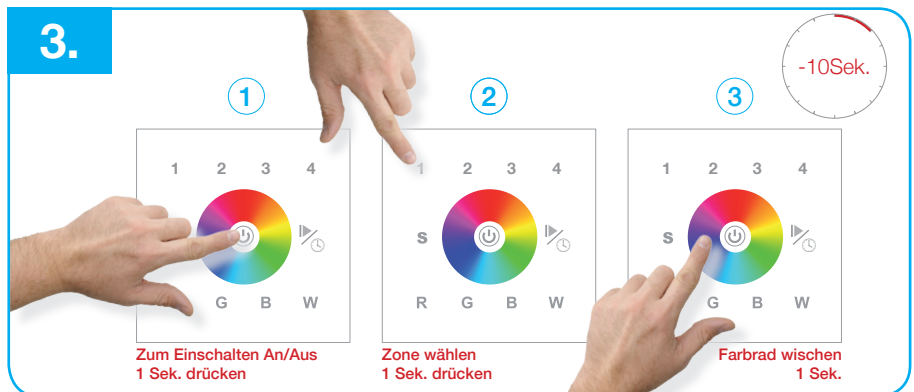 3.
-10Sek.
1 2 3
1 2 3 4
G B W
1 2 3 4
S
R G B W
1 2 3 4
S
G B W
Zum Einschalten An/Aus
1 Sek. drücken
Zone wählen
1 Sek. drücken
Farbrad wischen
1 Sek.